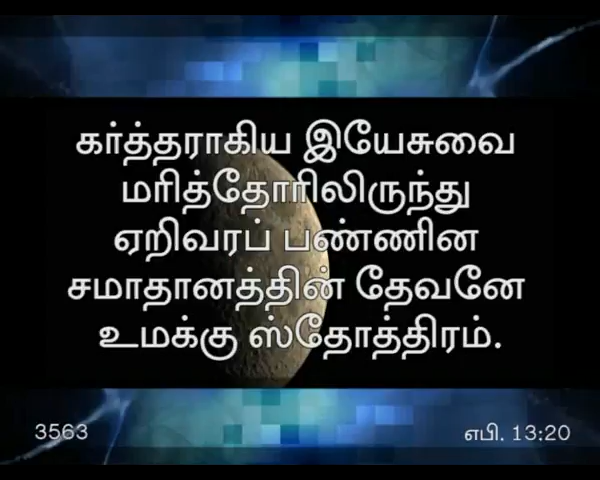 கர்த்தராகிய இயேசுவை
மரித்தோரிலிருந்து
ஏறிவரப் பண்ணின
சமாதானத்தின் தேவனே
உமக்கு ஸ்தோத்திரம்.
3563 எபி. 13:20